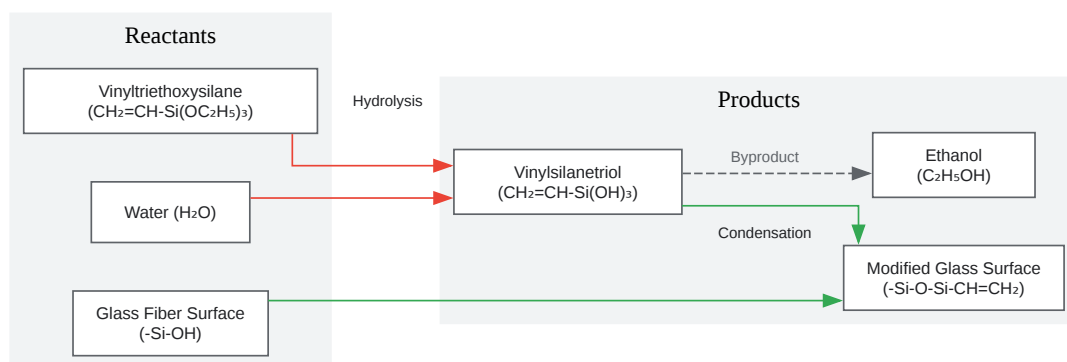 Reactants
Vinyltriethoxysilane
(CH₂=CH-Si(OC₂H₅)₃)
Hydrolysis
Products
Vinylsilanetriol
(CH₂=CH-Si(OH)₃)
Byproduct
Ethanol
(C₂H₅OH)
Water (H₂O)
Condensation
Modified Glass Surface
(-Si-O-Si-CH=CH₂)
Glass Fiber Surface
(-Si-OH)